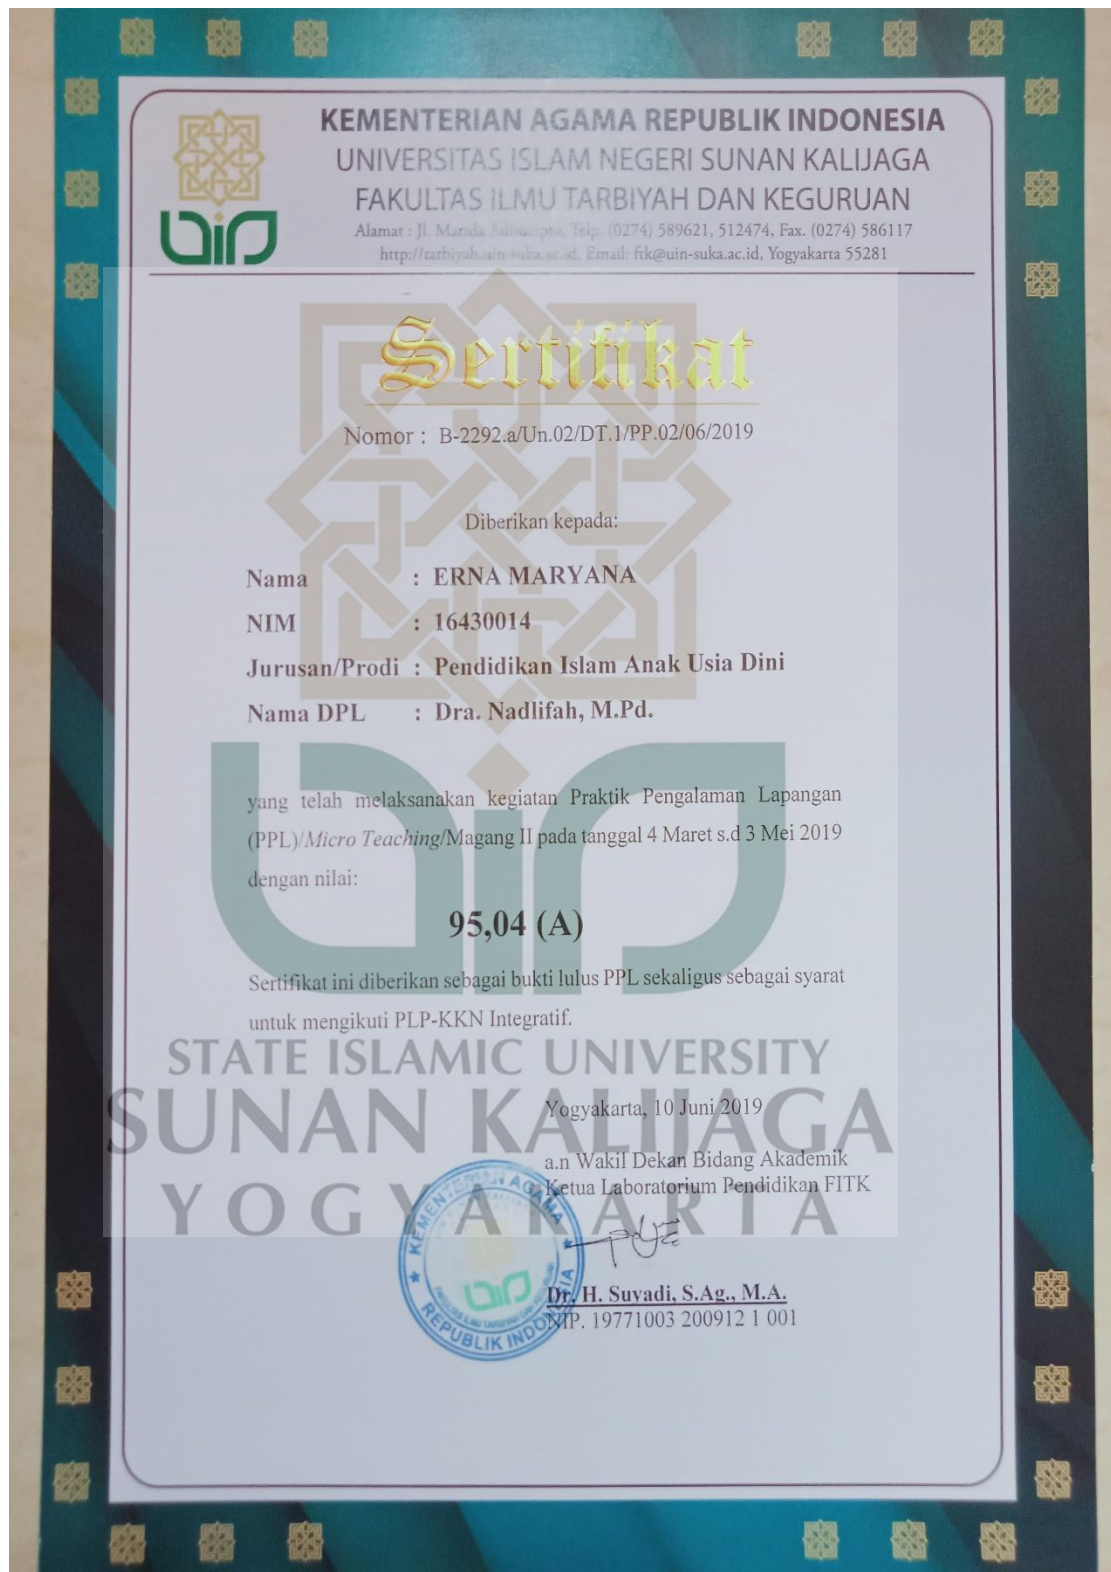 KEMENTERIAN AGAMA REPUBLIK INDONESIA
UNIVERSITAS ISLAM NEGERI SUNAN KALIJAGA
FAKULTAS ILMU TARBIYAH DAN KEGURUAN
Alamat : Jl. Marsda Adisucipto, Telp. (0274) 589621, 512474, Fax. (0274) 586117
http://tarbiyah.uin-suka.ac.id, Email: ftk@uin-suka.ac.id, Yogyakarta 55281
Sertifikat
Nomor : B-2292.a/Un.02/DT.1/PP.02/06/2019
Diberikan kepada:
Nama : ERNA MARYANA
NIM : 16430014
Jurusan/Prodi : Pendidikan Islam Anak Usia Dini
Nama DPL : Dra. Nadlifah, M.Pd.
yang telah melaksanakan kegiatan Praktik Pengalaman Lapangan
(PPL)/Micro Teaching/Magang II pada tanggal 4 Maret s.d 3 Mei 2019
dengan nilai:
95,04 (A)
Sertifikat ini diberikan sebagai bukti lulus PPL sekaligus sebagai syarat
untuk mengikuti PLP-KKN Integratif.
STATE ISLAMIC UNIVERSITY
SUNAN KALIJAGA
YOGYAKARTA
Yogyakarta, 10 Juni 2019
a.n Wakil Dekan Bidang Akademik
Ketua Laboratorium Pendidikan FITK
KEMENTERIAN AGAMA
REPUBLIK INDONESIA
Dr. H. Suyadi, S.Ag., M.A.
NIP. 19771003 200912 1 001